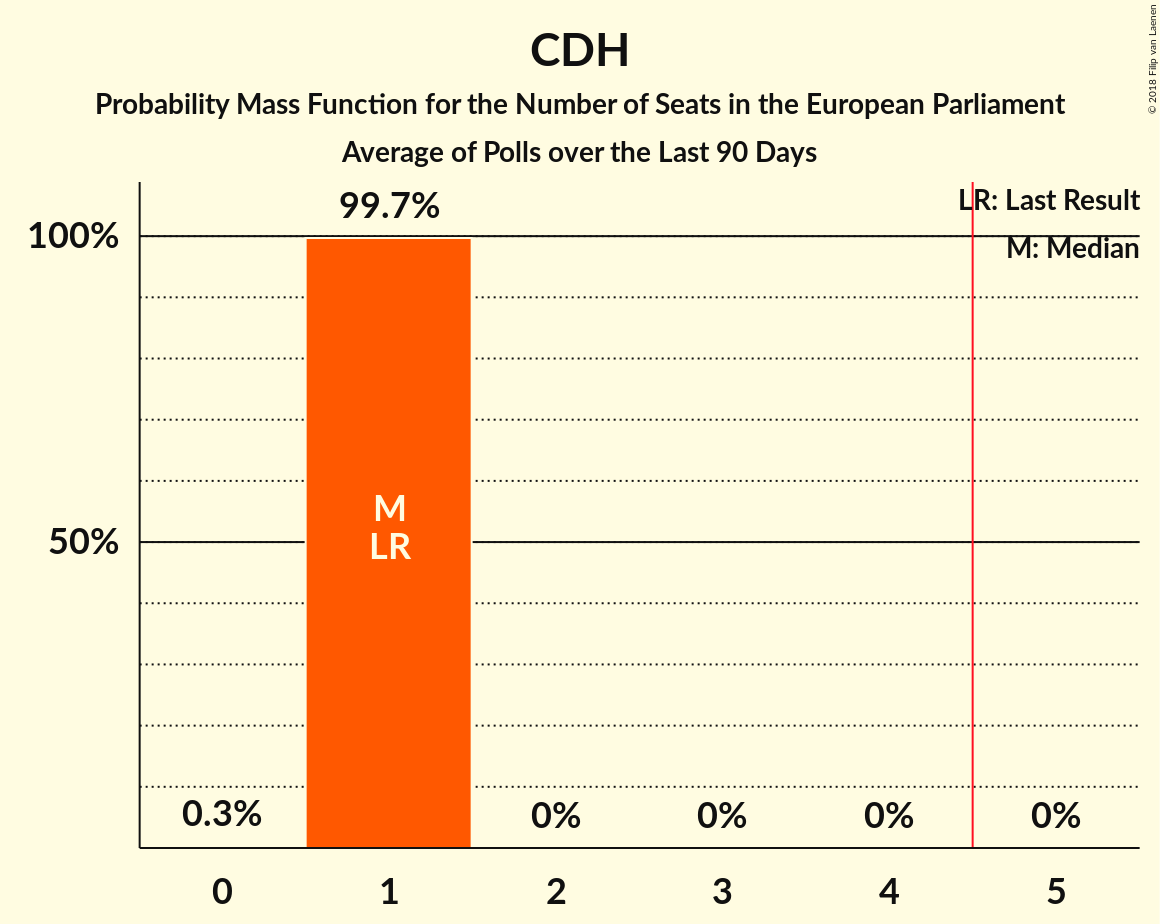 CDH
Probability Mass Function for the Number of Seats in the European Parliament
Average of Polls over the Last 90 Days
© 2018 Filip van Laenen
LR: Last Result
M: Median
100%
50%
99.7%
M
LR
0.3%
0%
0%
0%
0%
0
1
2
3
4
5